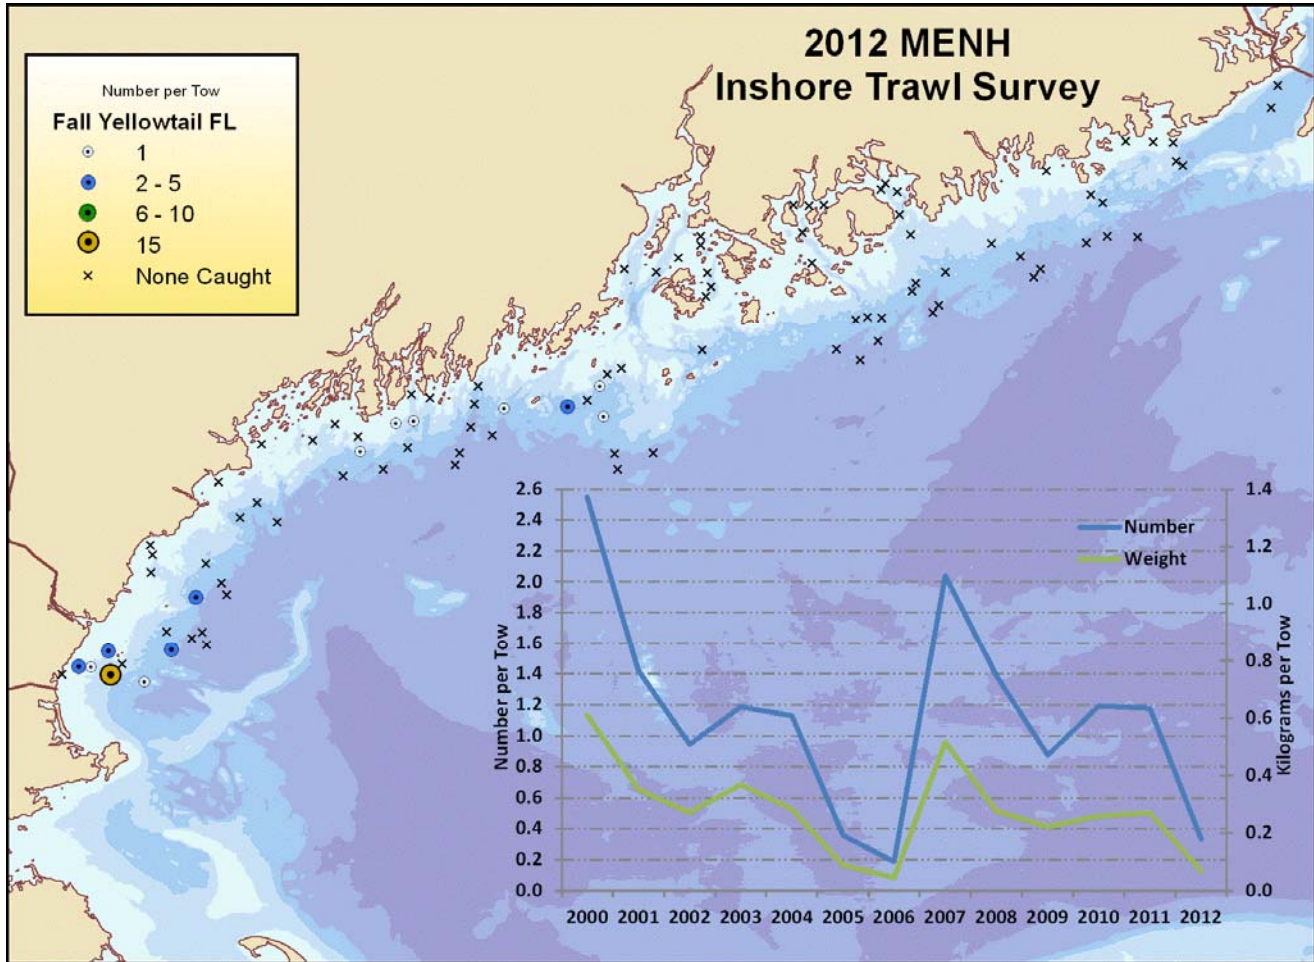 2012 MENH
Inshore Trawl Survey
Number per Tow
Fall Yellowtail FL
1
2 - 5
6 - 10
15
None Caught
2.6
2.4
2.2
2.0
1.8
1.6
1.4
1.2
1.0
0.8
0.6
0.4
0.2
0.0
Number per Tow
Number
Weight
1.4
1.2
1.0
0.8
0.6
0.4
0.2
0.0
Kilograms per Tow
2000 2001 2002 2003 2004 2005 2006 2007 2008 2009 2010 2011 2012